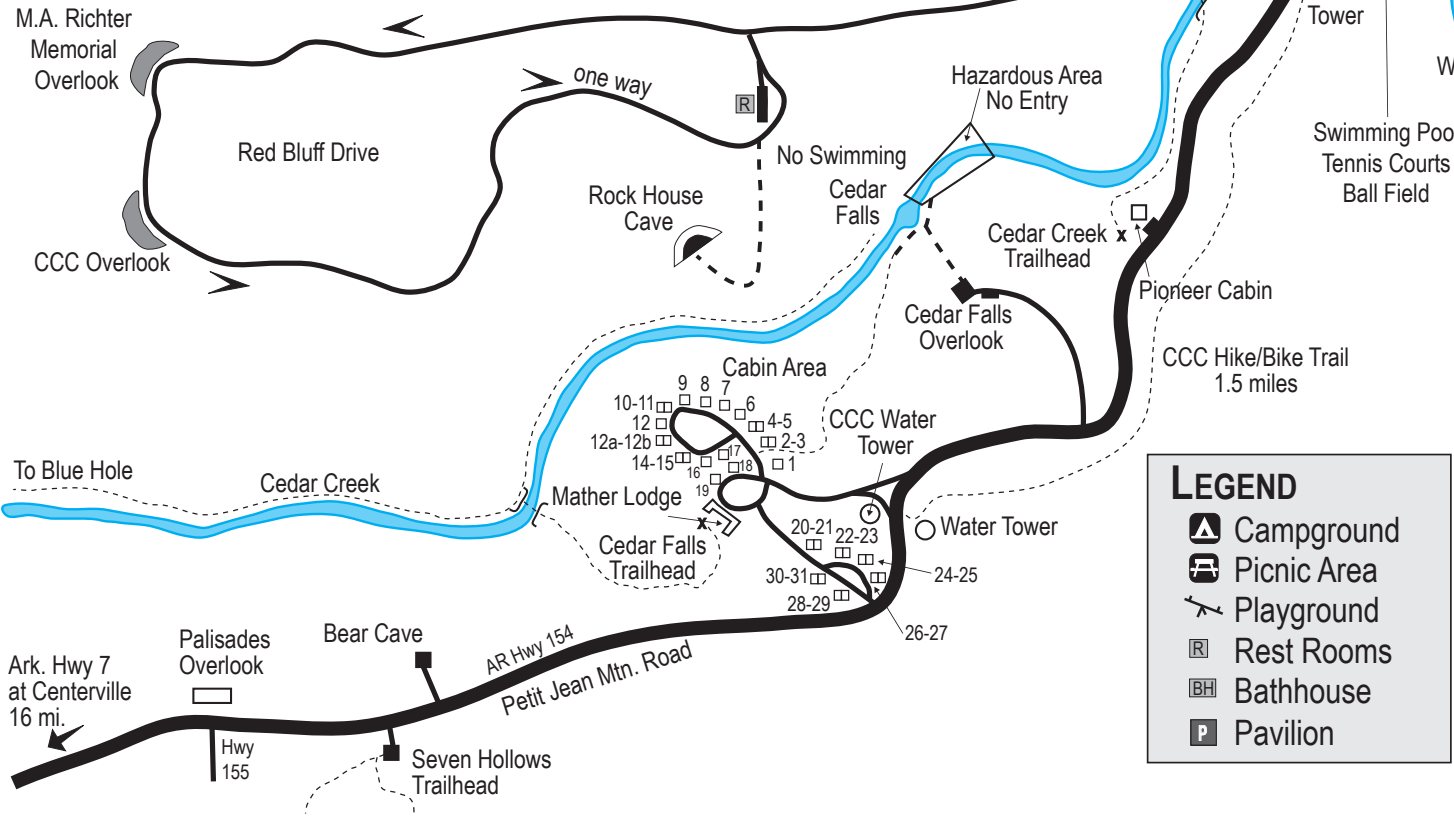 M.A. Richter
Memorial
Overlook
Tower
W
one way
R
Hazardous Area
No Entry
Swimming Poo
Tennis Courts
Ball Field
Red Bluff Drive
No Swimming
Cedar
Falls
Rock House
Cave
Cedar Creek
Trailhead
x
CCC Overlook
Pioneer Cabin
Cedar Falls
Overlook
CCC Hike/Bike Trail
1.5 miles
Cabin Area
9
8
7
6
10-11
4-5
12
2-3
12a-12b
1
14-15
16
17
18
19
CCC Water
Tower
To Blue Hole
Cedar Creek
Mather Lodge
x
Cedar Falls
Trailhead
Water Tower
20-21
22-23
24-25
30-31
28-29
26-27
LEGEND
Campground
Picnic Area
Playground
R Rest Rooms
BH Bathhouse
P Pavilion
Palisades
Overlook
Bear Cave
AR Hwy 154
Petit Jean Mtn. Road
Ark. Hwy 7
at Centerville
16 mi.
Hwy
155
Seven Hollows
Trailhead